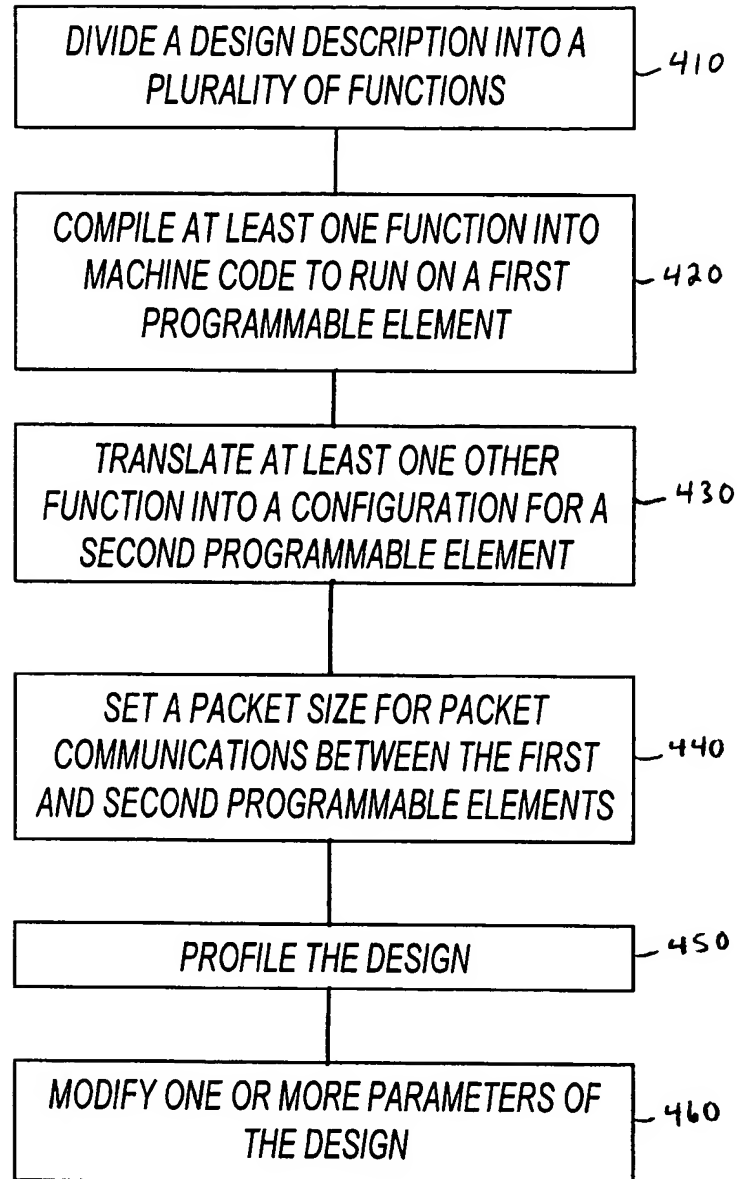 DIVIDE A DESIGN DESCRIPTION INTO A
PLURALITY OF FUNCTIONS
410
COMPILE AT LEAST ONE FUNCTION INTO
MACHINE CODE TO RUN ON A FIRST
PROGRAMMABLE ELEMENT
420
TRANSLATE AT LEAST ONE OTHER
FUNCTION INTO A CONFIGURATION FOR A
SECOND PROGRAMMABLE ELEMENT
430
SET A PACKET SIZE FOR PACKET
COMMUNICATIONS BETWEEN THE FIRST
AND SECOND PROGRAMMABLE ELEMENTS
440
PROFILE THE DESIGN
450
MODIFY ONE OR MORE PARAMETERS OF
THE DESIGN
460